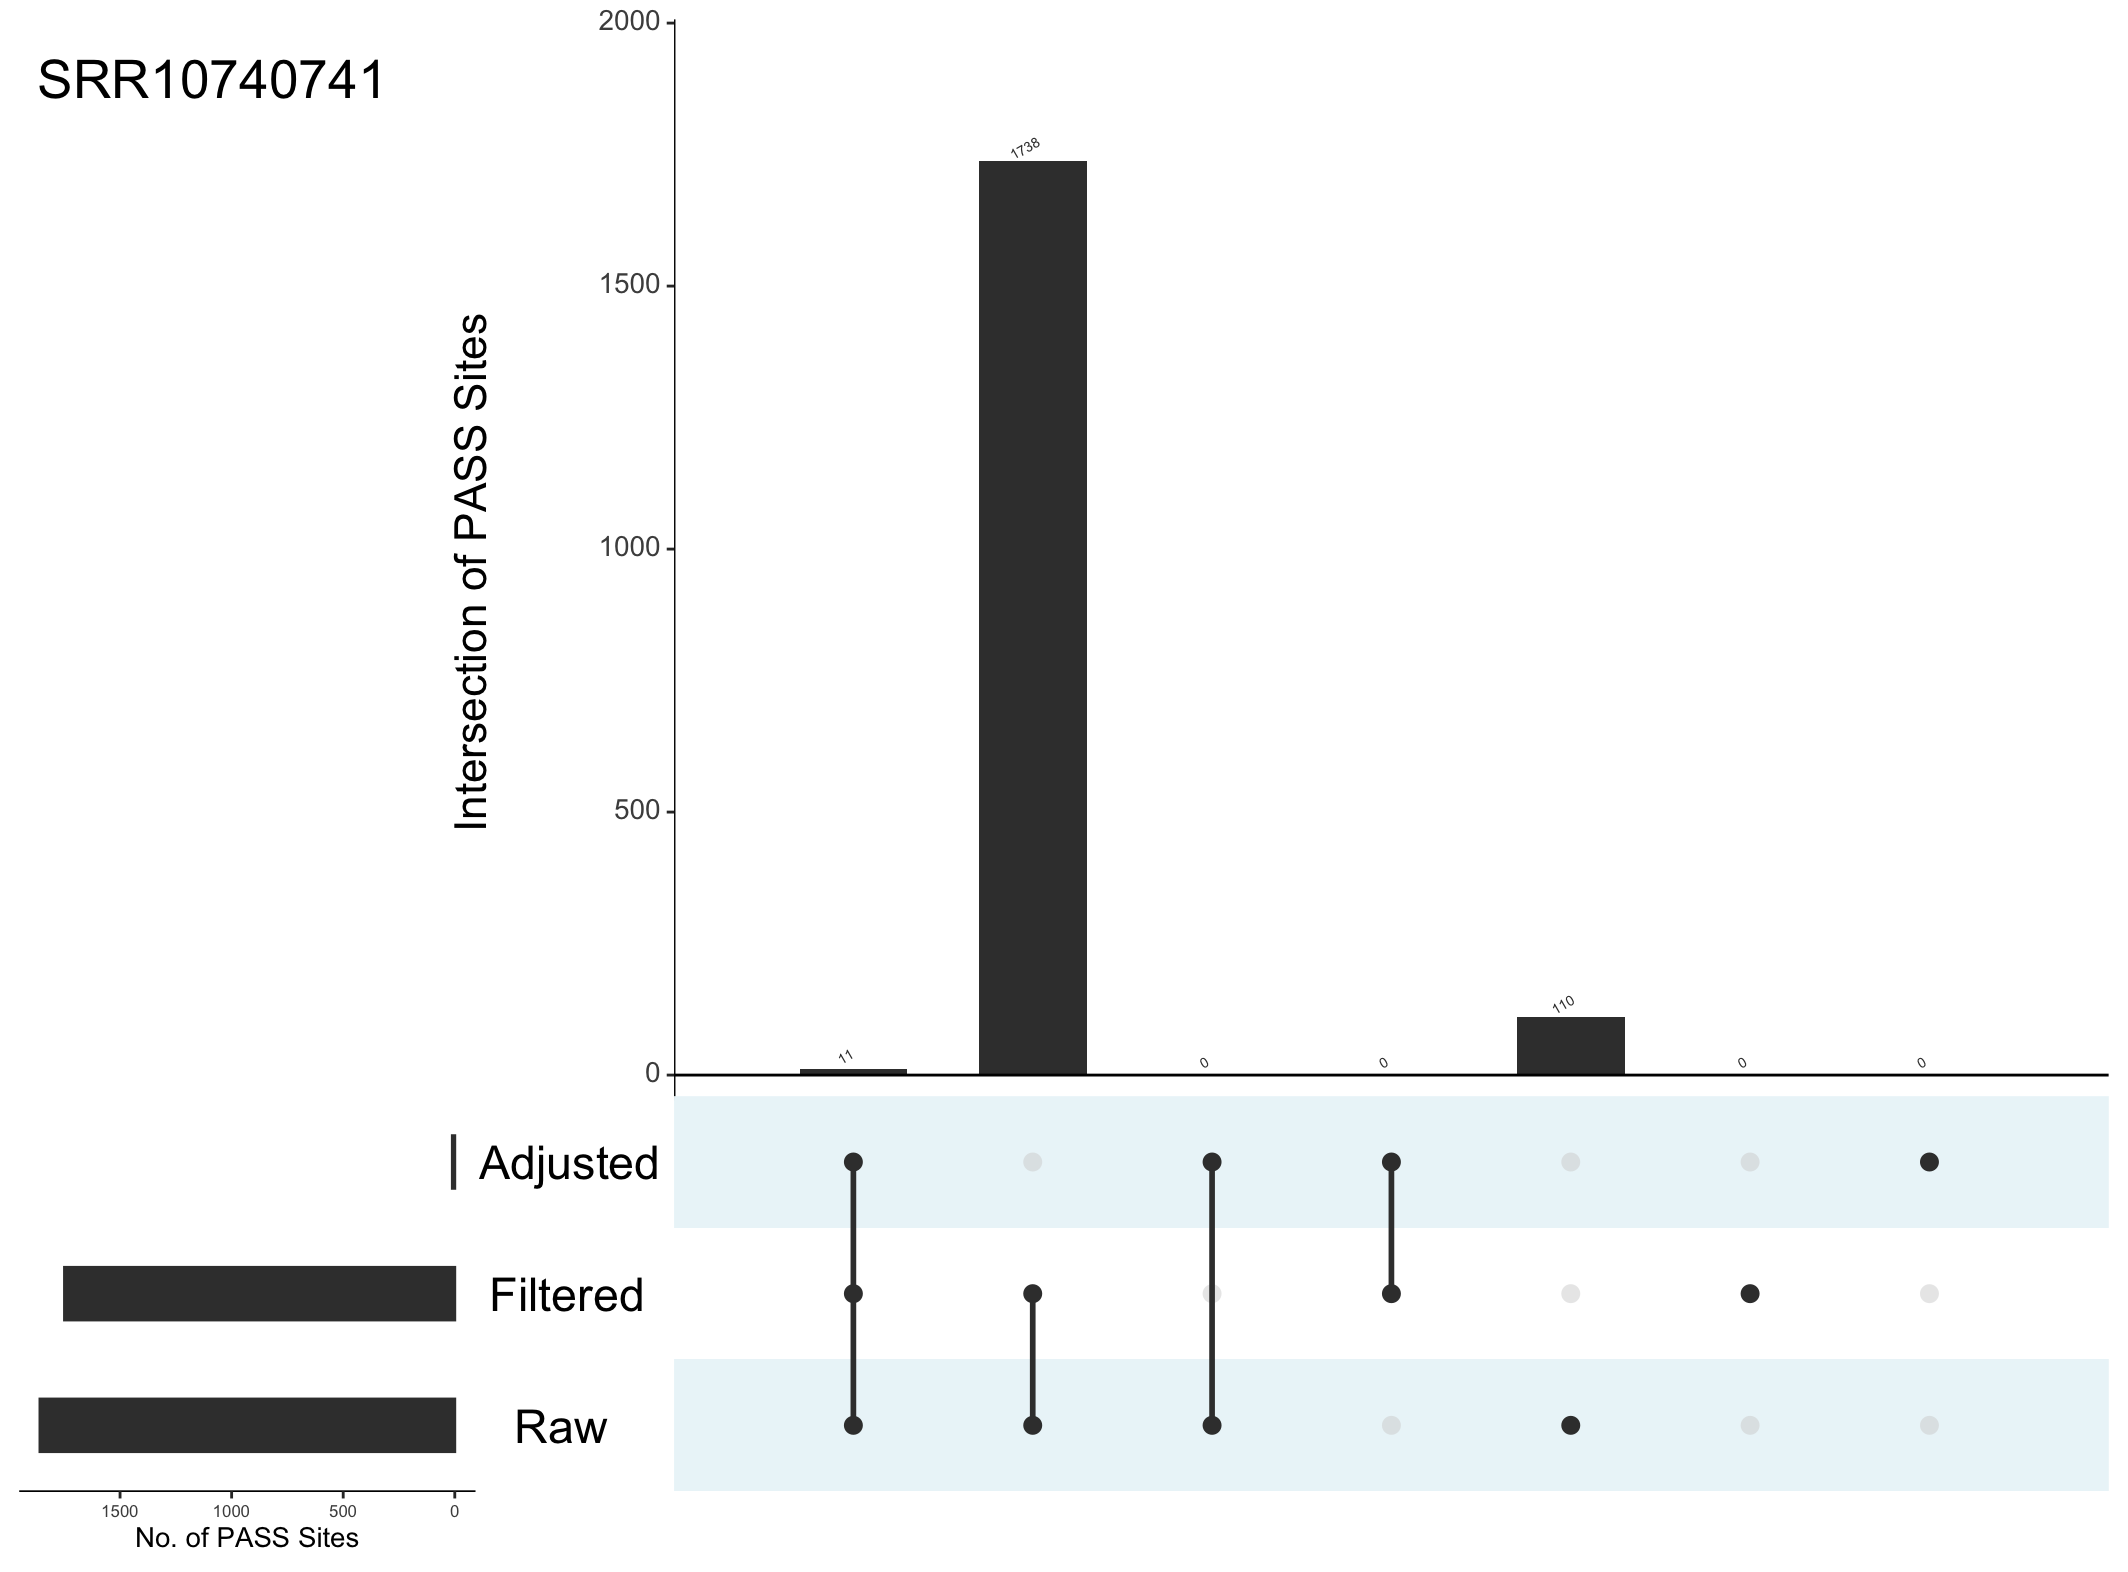 SRR10740741
Intersection of PASS Sites
2000
1500
1000
500
0
11
1738
0
0
110
0
0
Adjusted
Filtered
Raw
1500 1000 500 0
No. of PASS Sites